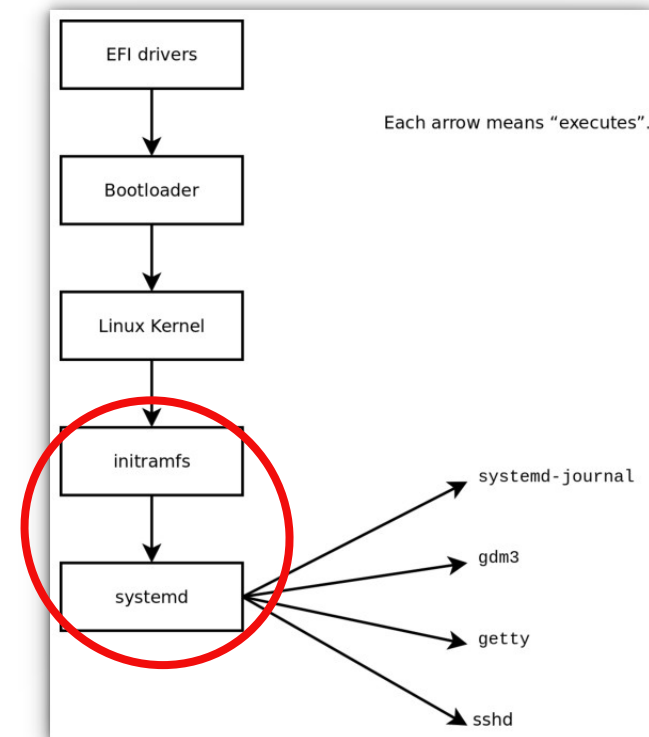 EFI drivers
Each arrow means “executes”.
Bootloader
Linux Kernel
initramfs
systemd-journal
gdm3
systemd
getty
sshd